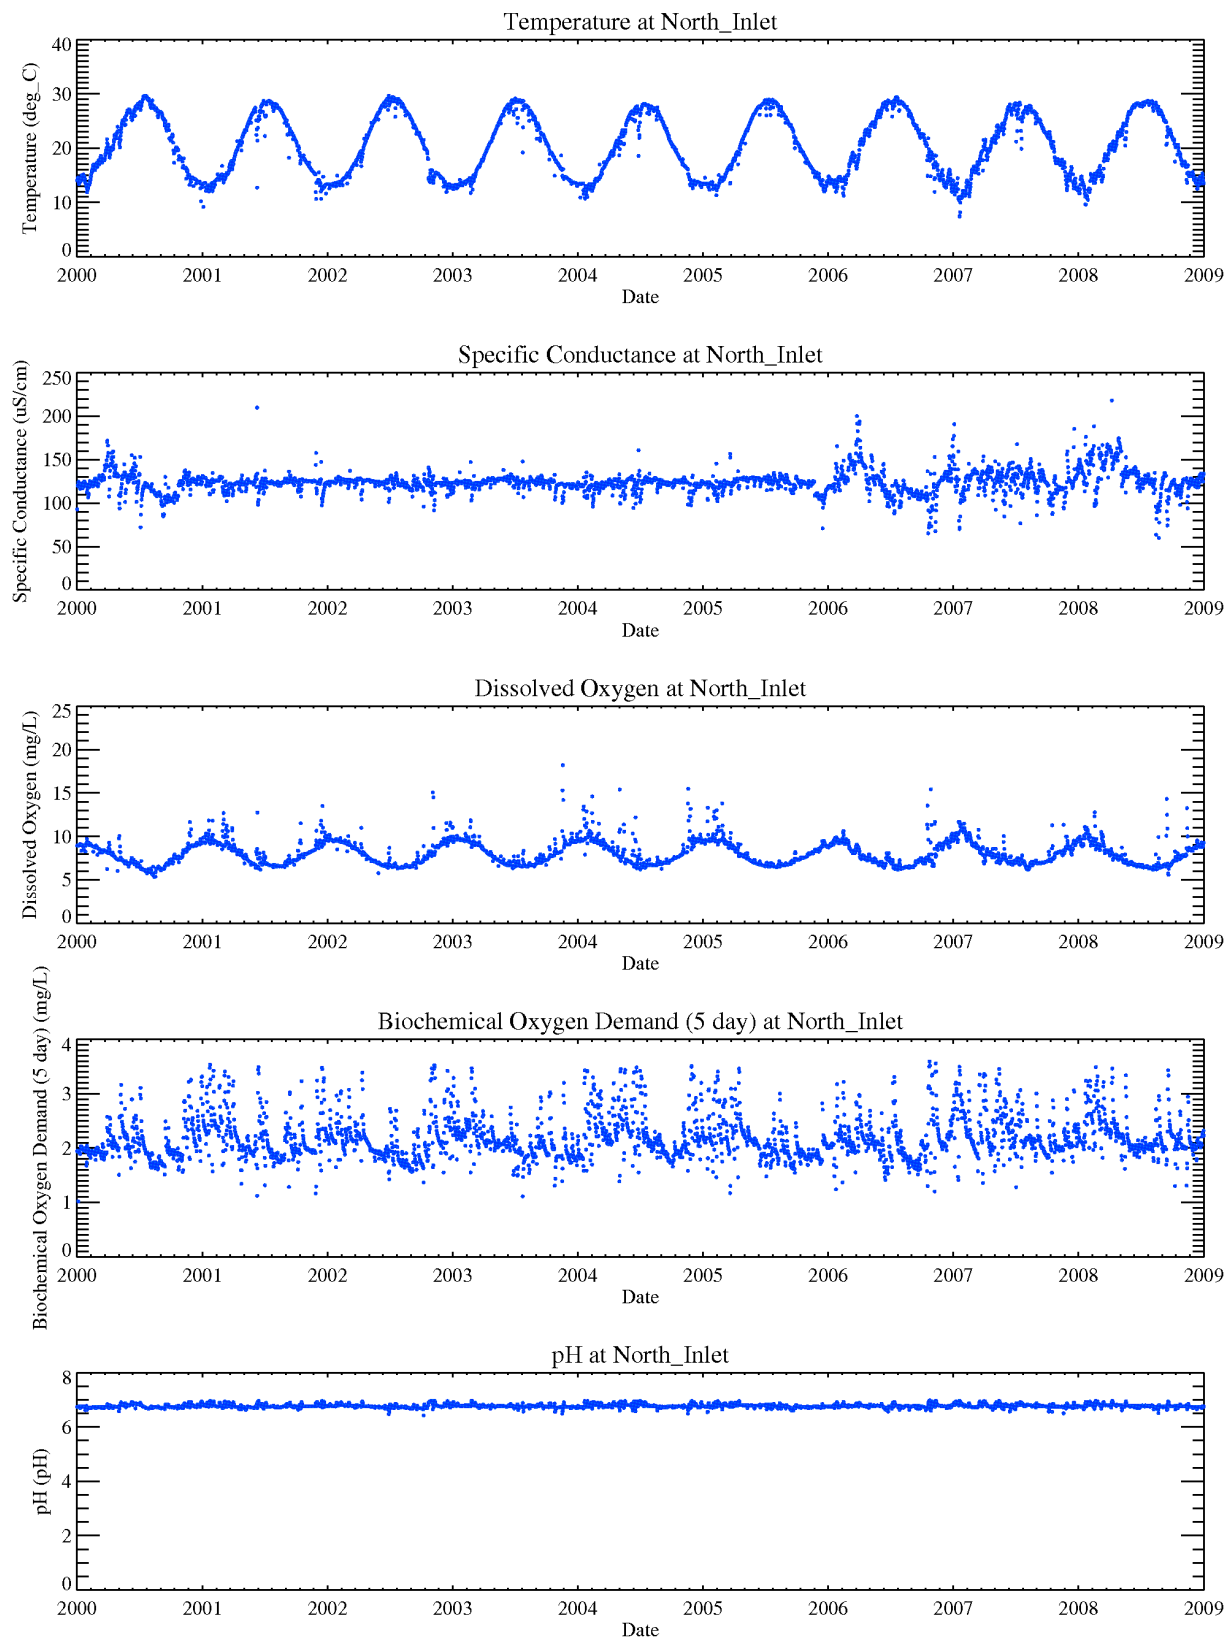 Temperature at North_Inlet
Temperature (deg_C)
40
30
20
10
0
2000 2001 2002 2003 2004 2005 2006 2007 2008 2009
Date
Specific Conductance at North_Inlet
Specific Conductance (uS/cm)
250
200
150
100
50
0
2000 2001 2002 2003 2004 2005 2006 2007 2008 2009
Date
Dissolved Oxygen at North_Inlet
Dissolved Oxygen (mg/L)
25
20
15
10
5
0
2000 2001 2002 2003 2004 2005 2006 2007 2008 2009
Date
Biochemical Oxygen Demand (5 day) at North_Inlet
Biochemical Oxygen Demand (5 day) (mg/L)
4
3
2
1
0
2000 2001 2002 2003 2004 2005 2006 2007 2008 2009
Date
pH at North_Inlet
pH (pH)
8
6
4
2
0
2000 2001 2002 2003 2004 2005 2006 2007 2008 2009
Date